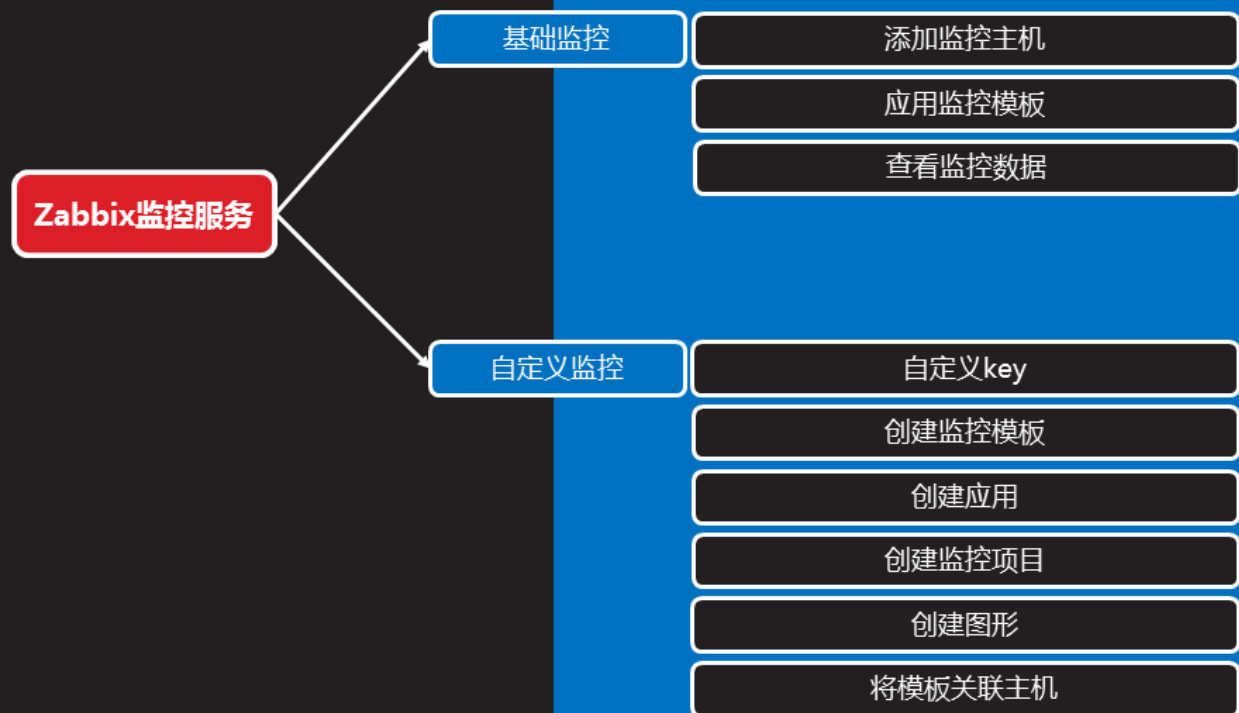 Zabbix监控服务
基础监控
添加监控主机
应用监控模板
查看监控数据
自定义监控
自定义key
创建监控模板
创建应用
创建监控项目
创建图形
将模板关联主机